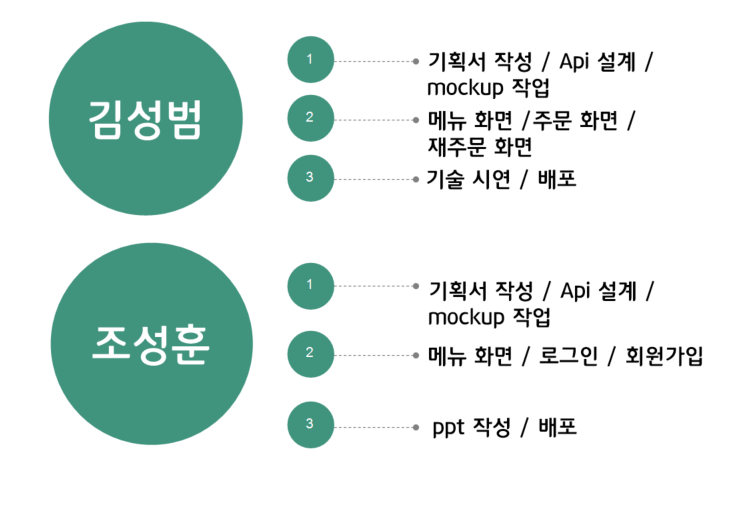 김성범
1
기획서 작성 / Api 설계 /
mockup 작업
2
메뉴 화면 /주문 화면 /
재주문 화면
3
기술 시연 / 배포
조성훈
1
기획서 작성 / Api 설계 /
mockup 작업
2
메뉴 화면 / 로그인 / 회원가입
3
ppt 작성 / 배포